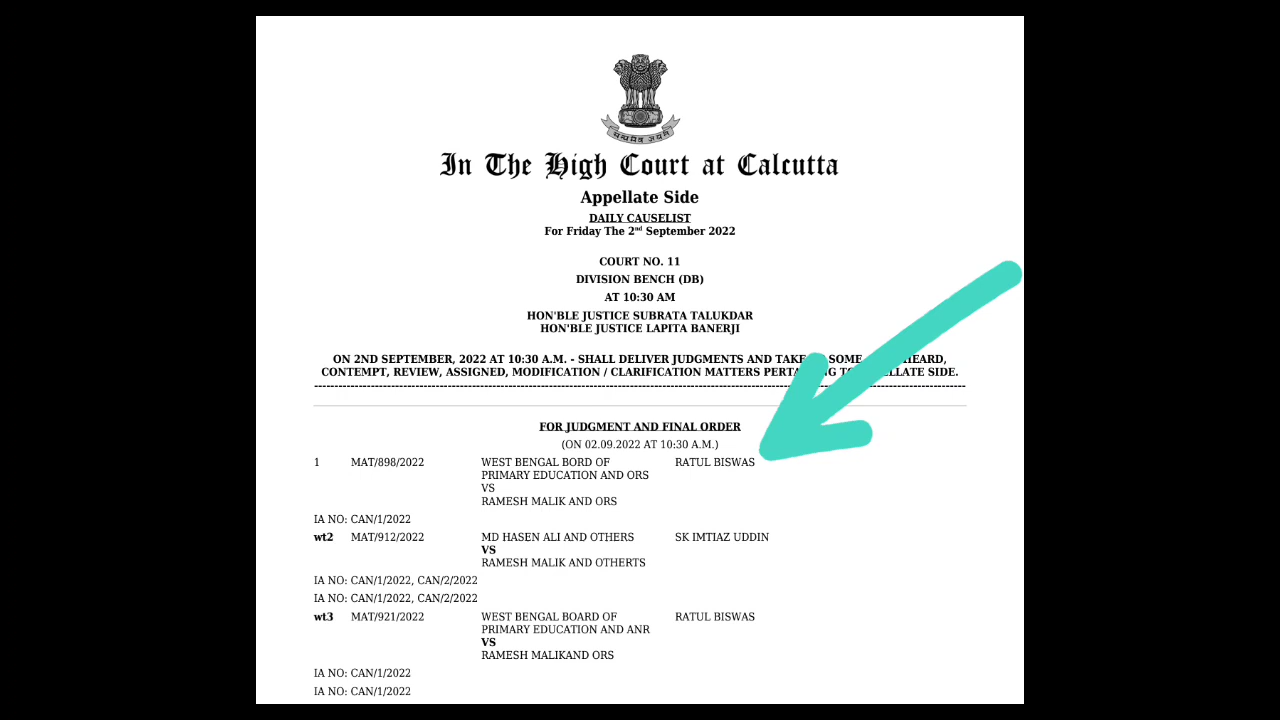 सत्यमेव जयते
In The High Court at Calcutta
Appellate Side
DAILY CAUSELIST
For Friday The 2nd September 2022
COURT NO. 11
DIVISION BENCH (DB)
AT 10:30 AM
HON'BLE JUSTICE SUBRATA TALUKDAR
HON'BLE JUSTICE LAPITA BANERJI
ON 2ND SEPTEMBER, 2022 AT 10:30 A.M. - SHALL DELIVER JUDGMENTS AND TAKE SOME HEARD,
CONTEMPT, REVIEW, ASSIGNED, MODIFICATION / CLARIFICATION MATTERS SIDE.
FOR JUDGMENT AND FINAL ORDER
(ON 02.09.2022 AT 10:30 A.M.)
1 MAT/898/2022 WEST BENGAL BORD OF RATUL BISWAS
PRIMARY EDUCATION AND ORS
VS
RAMESH MALIK AND ORS
IA NO: CAN/1/2022
wt2 MAT/912/2022 MD HASEN ALI AND OTHERS SK IMTIAZ UDDIN
VS
RAMESH MALIK AND OTHERTS
IA NO: CAN/1/2022, CAN/2/2022
IA NO: CAN/1/2022, CAN/2/2022
wt3 MAT/921/2022 WEST BENGAL BOARD OF RATUL BISWAS
PRIMARY EDUCATION AND ANR
VS
RAMESH MALIKAND ORS
IA NO: CAN/1/2022
IA NO: CAN/1/2022